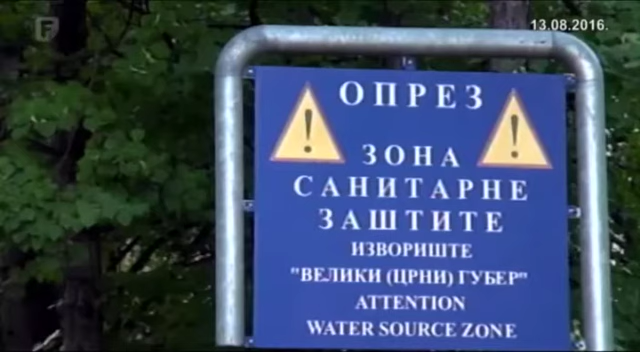 F
13.08.2016.
ОПРЕЗ
ЗОНА
САНИТАРНЕ
ЗАШТИТЕ
ИЗВОРИШТЕ
"ВЕЛИКИ (ЦРНИ) ГУБЕР"
ATTENTION
WATER SOURCE ZONE